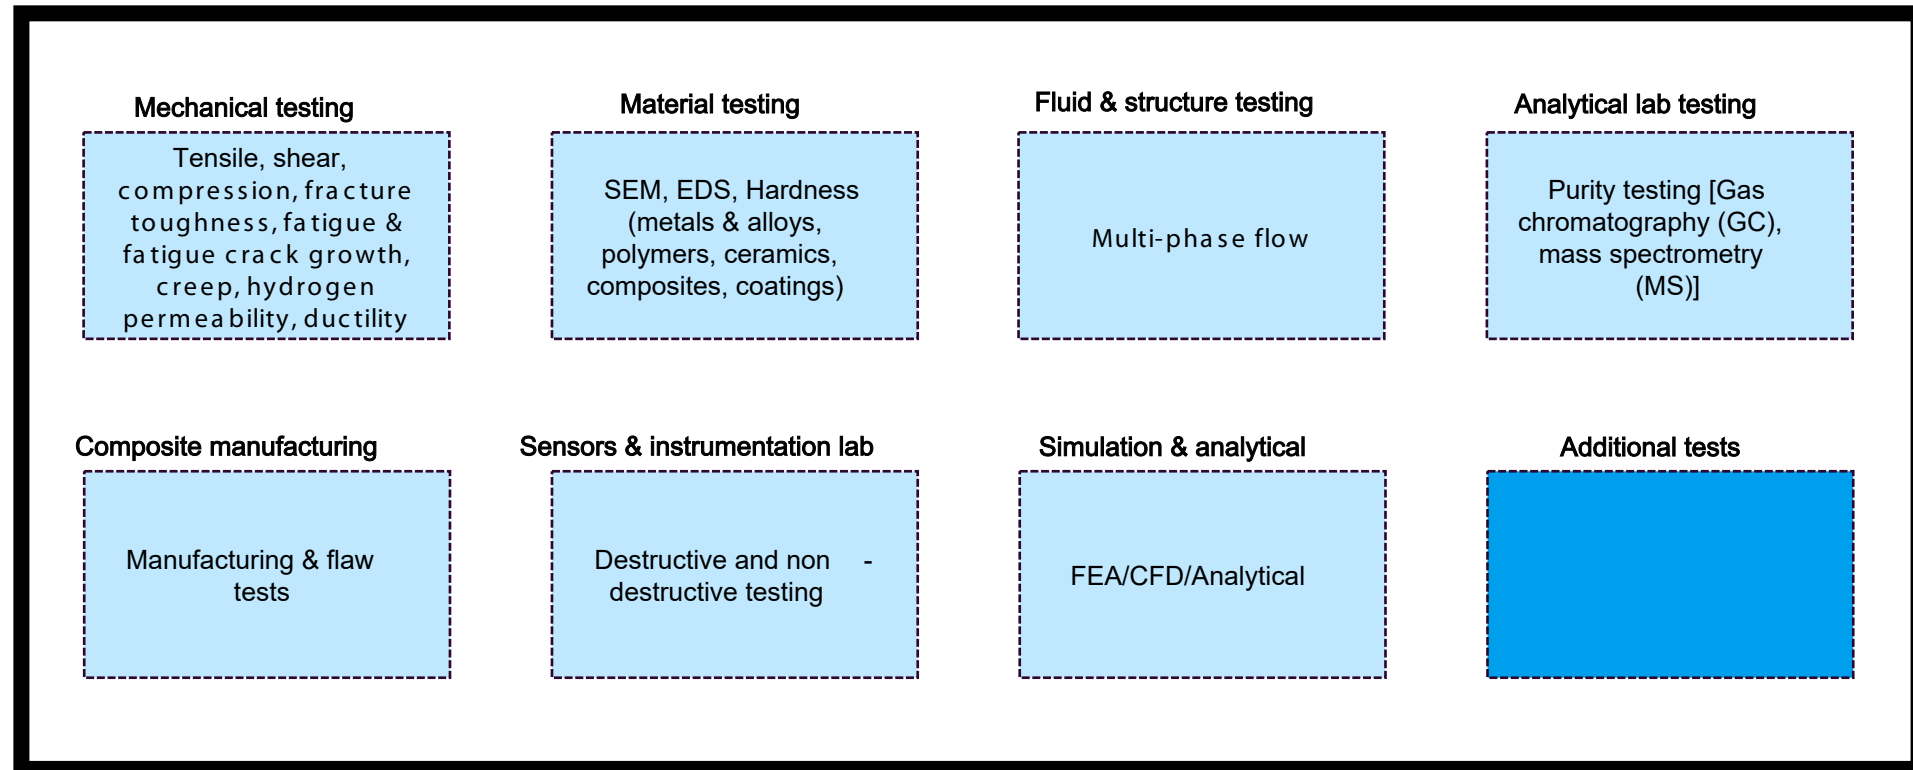 Mechanical testing
Tensile, shear,
compression, fracture
toughness, fatigue &
fatigue crack growth,
creep, hydrogen
permeability, ductility
Material testing
SEM, EDS, Hardness
(metals & alloys,
polymers, ceramics,
composites, coatings)
Fluid & structure testing
Multi-phase flow
Analytical lab testing
Purity testing [Gas
chromatography (GC),
mass spectrometry
(MS)]
Composite manufacturing
Manufacturing & flaw
tests
Sensors & instrumentation lab
Destructive and non -
destructive testing
Simulation & analytical
FEA/CFD/Analytical
Additional tests